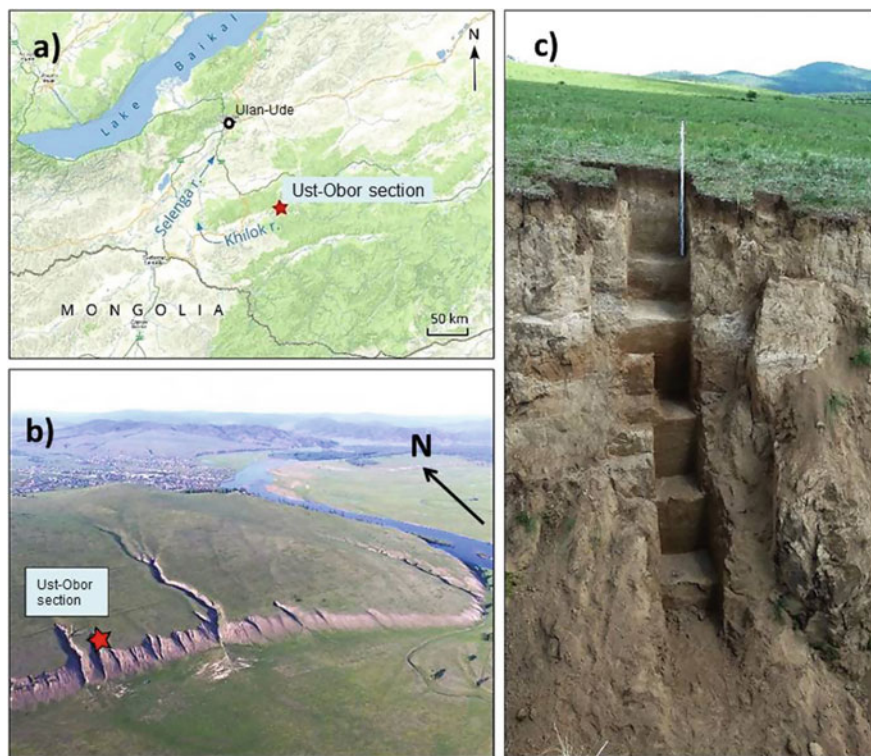 a)
Lake Baikal
N
Ulan-Ude
Selenga r.
Ust-Obor section
Khilok r.
MONGOLIA
50 km
b)
N
Ust-Obor
section
c)